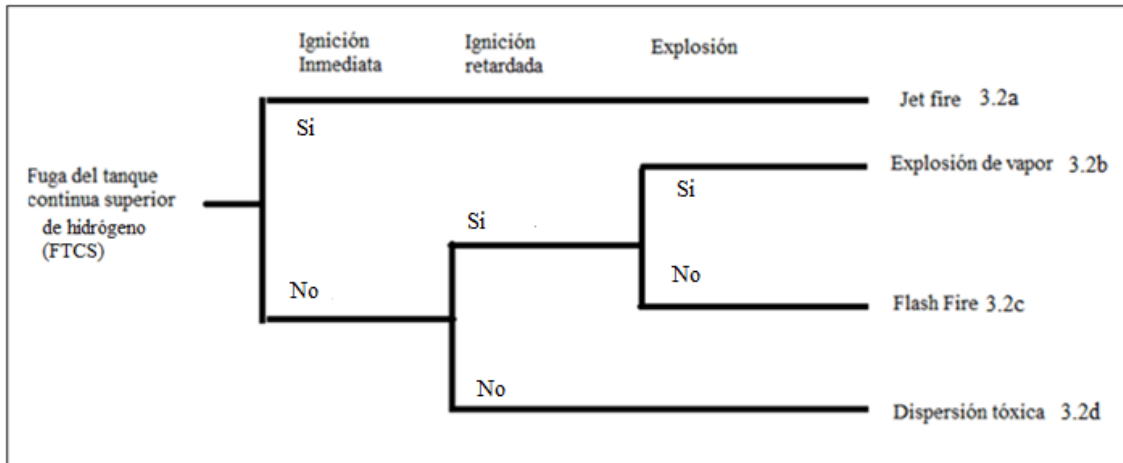 Ignición
Inmediata
Ignición
retardada
Explosión
Jet fire 3.2a
Si
Explosión de vapor 3.2b
Fuga del tanque
continua superior
de hidrógeno
(FTCS)
Si
Si
No
No
Flash Fire 3.2c
No
Dispersión tóxica 3.2d